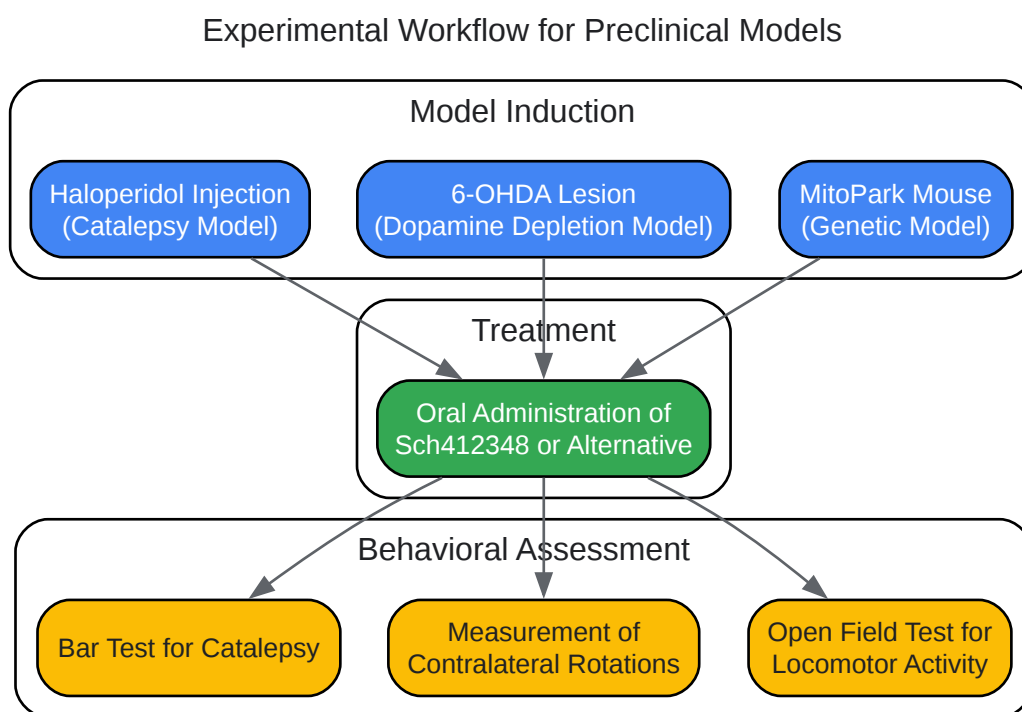 Experimental Workflow for Preclinical Models
Model Induction
Haloperidol Injection
(Catalepsy Model)
6-OHDA Lesion
(Dopamine Depletion Model)
MitoPark Mouse
(Genetic Model)
Treatment
Oral Administration of
Sch412348 or Alternative
Behavioral Assessment
Bar Test for Catalepsy
Measurement of
Contralateral Rotations
Open Field Test for
Locomotor Activity